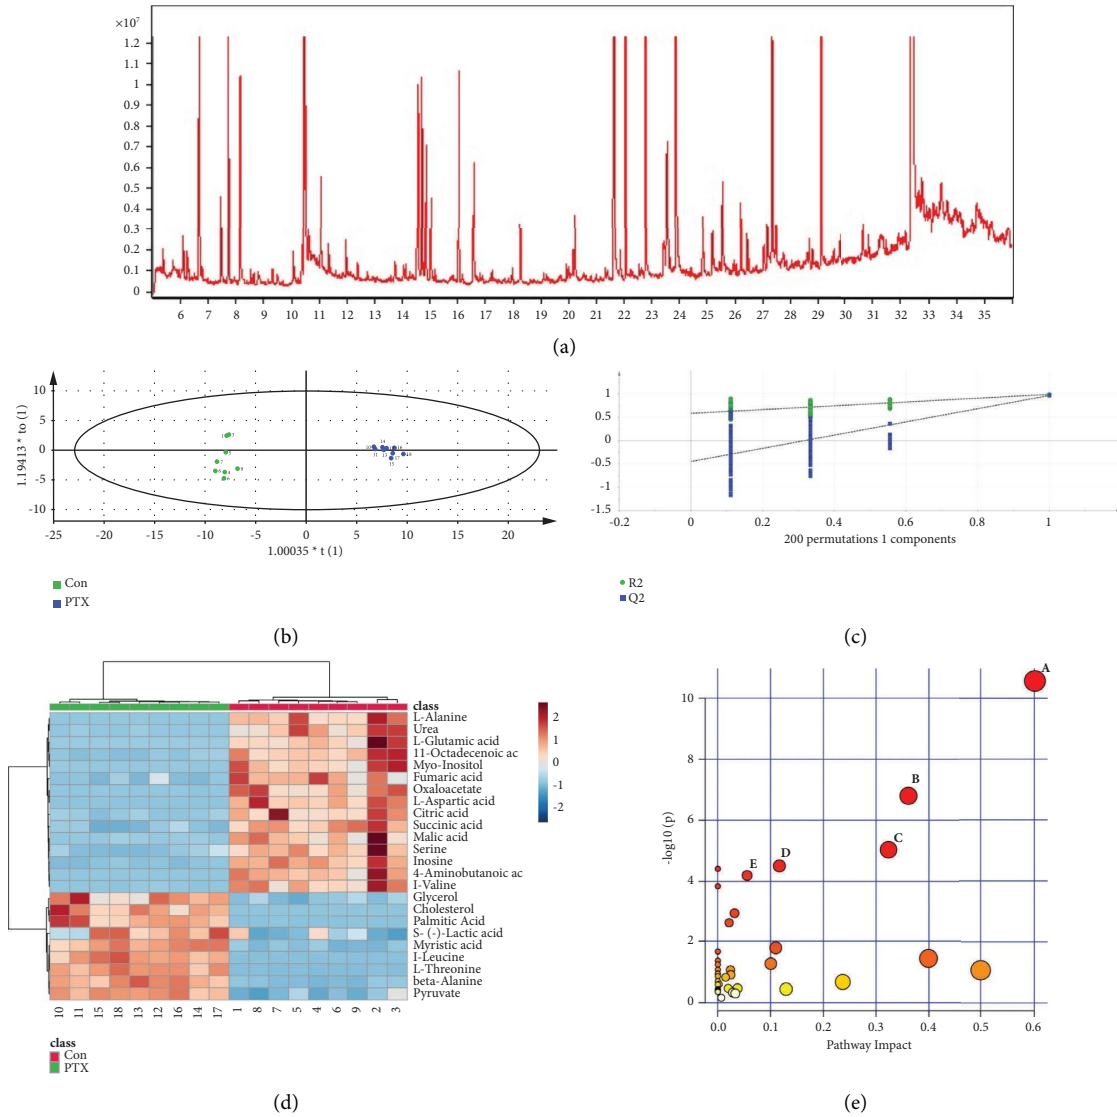 ×10⁷
1.2
1.1
1
0.9
0.8
0.7
0.6
0.5
0.4
0.3
0.2
0.1
0
6 7 8 9 10 11 12 13 14 15 16 17 18 19 20 21 22 23 24 25 26 27 28 29 30 31 32 33 34 35
(a)
1.19413 * to (1)
10
5
0
-5
-10
-25 -20 -15 -10 -5 0 5 10 15 20
1.00035 * t (1)
Con
PTX
(b)
1
0.5
0
-0.5
-1
-1.5
-0.2 0 0.2 0.4 0.6 0.8 1
200 permutations 1 components
R2
Q2
(c)
class
L-Alanine
Urea
L-Glutamic acid
11-Octadecenoic ac
Myo-Inositol
Fumaric acid
Oxaloacetate
L-Aspartic acid
Citric acid
Succinic acid
Malic acid
Serine
Inosine
4-Aminobutanoic ac
I-Valine
Glycerol
Cholesterol
Palmitic Acid
S- (-)-Lactic acid
Myristic acid
I-Leucine
L-Threonine
beta-Alanine
Pyruvate
10 11 15 18 13 12 16 14 17 1 8 7 5 4 6 9 2 3
2
1
0
-1
-2
class
Con
PTX
(d)
-log10 (p)
10
8
6
4
2
0
A
B
C
D
E
0.0 0.1 0.2 0.3 0.4 0.5 0.6
Pathway Impact
(e)